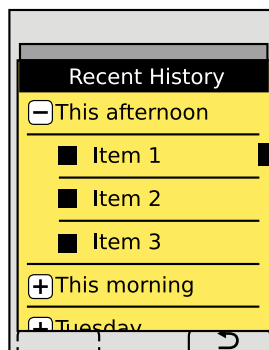 Recent History
This afternoon
Item 1
Item 2
Item 3
This morning
Tuesday